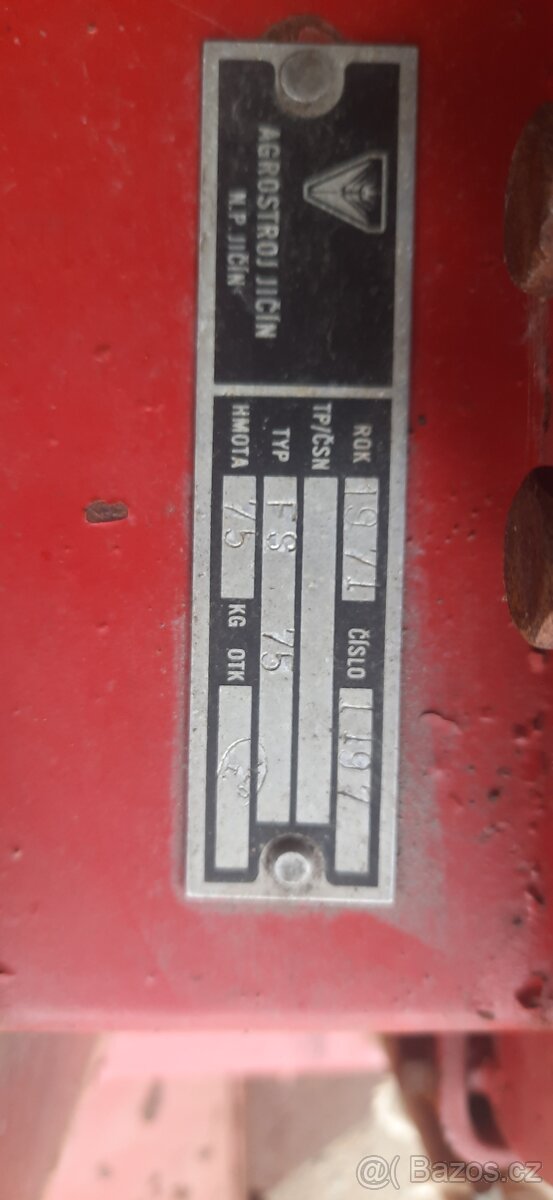 AGROSTROJ JIČÍN
N.P. JIČÍN
ROK 1971 ČÍSLO 1197
TP/ČSN
TYP FS 75
HMOTA 75 KG OTK
@ Bazos.cz